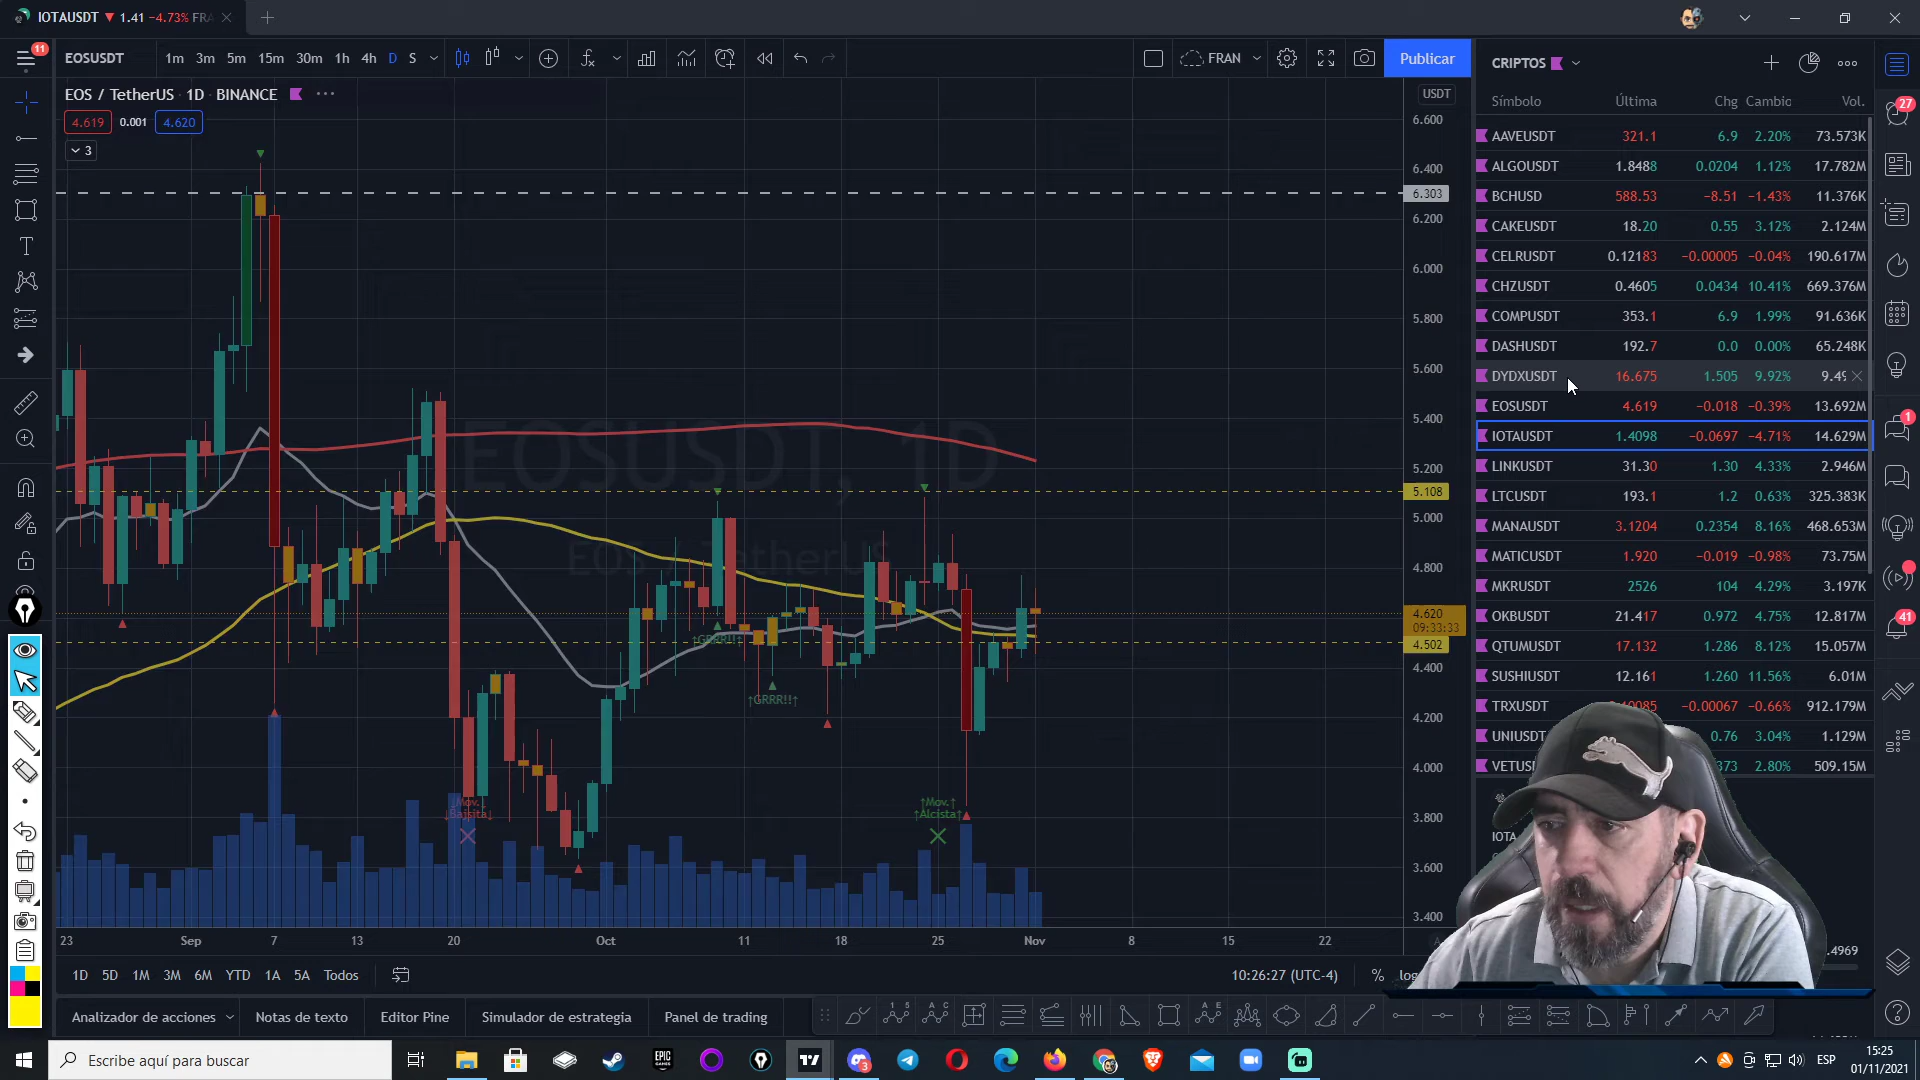 IOTAUSDT ▼ 1.41 −4.73% FRA
11
EOSUSDT 1m 3m 5m 15m 30m 1h 4h D S
FRAN
Publicar
CRIPTOS
EOS / TetherUS · 1D · BINANCE
USDT
4.619 0.001 4.620
3
Símbolo Última Chg Cambio Vol.
27
AAVEUSDT 321.1 6.9 2.20% 73.573K
ALGOUSDT 1.8488 0.0204 1.12% 17.782M
BCHUSD 588.53 −8.51 −1.43% 11.376K
CAKEUSDT 18.20 0.55 3.12% 2.124M
CELRUSDT 0.12183 −0.00005 −0.04% 190.617M
CHZUSDT 0.4605 0.0434 10.41% 669.376M
COMPUSDT 353.1 6.9 1.99% 91.636K
DASHUSDT 192.7 0.0 0.00% 65.248K
DYDXUSDT 16.675 1.505 9.92% 9.49
EOSUSDT 4.619 −0.018 −0.39% 13.692M
1
IOTAUSDT 1.4098 −0.0697 −4.71% 14.629M
LINKUSDT 31.30 1.30 4.33% 2.946M
LTCUSDT 193.1 1.2 0.63% 325.383K
MANAUSDT 3.1204 0.2354 8.16% 468.653M
MATICUSDT 1.920 −0.019 −0.98% 73.75M
MKRUSDT 2526 104 4.29% 3.197K
OKBUSDT 21.417 0.972 4.75% 12.817M
41
QTUMUSDT 17.132 1.286 8.12% 15.057M
SUSHIUSDT 12.161 1.260 11.56% 6.01M
TRXUSDT −0.00067 −0.66% 912.179M
UNIUSDT 0.76 3.04% 1.129M
VETUS 373 2.80% 509.15M
IOTA
.4969
6.600
6.400
6.303
6.200
6.000
5.800
5.600
5.400
5.200
5.108
5.000
4.800
4.620
09:33:33
4.502
4.400
4.200
4.000
3.800
3.600
3.400
EOSUSDT, 1D
EOS / TetherUS
↑GRRR!!↑
↑GRRR!!↑
↓Mov.↓
↓Bajsita↓
↑Mov.↑
↑Alcista↑
23 Sep 7 13 20 Oct 11 18 25 Nov 8 15 22
1D 5D 1M 3M 6M YTD 1A 5A Todos
10:26:27 (UTC-4) % log
Analizador de acciones Notas de texto Editor Pine Simulador de estrategia Panel de trading
Escribe aquí para buscar
EPIC
GAMES
3
ESP
15:25
01/11/2021